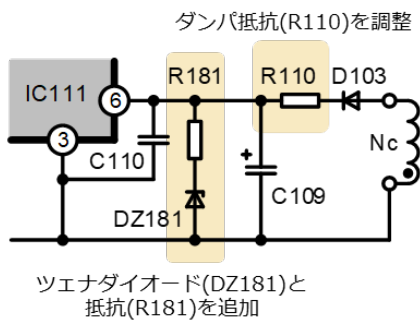 ダンパ抵抗(R110)を調整
IC111
R181
R110
D103
6
3
C110
Nc
DZ181
C109
ツェナダイオード(DZ181)と
抵抗(R181)を追加